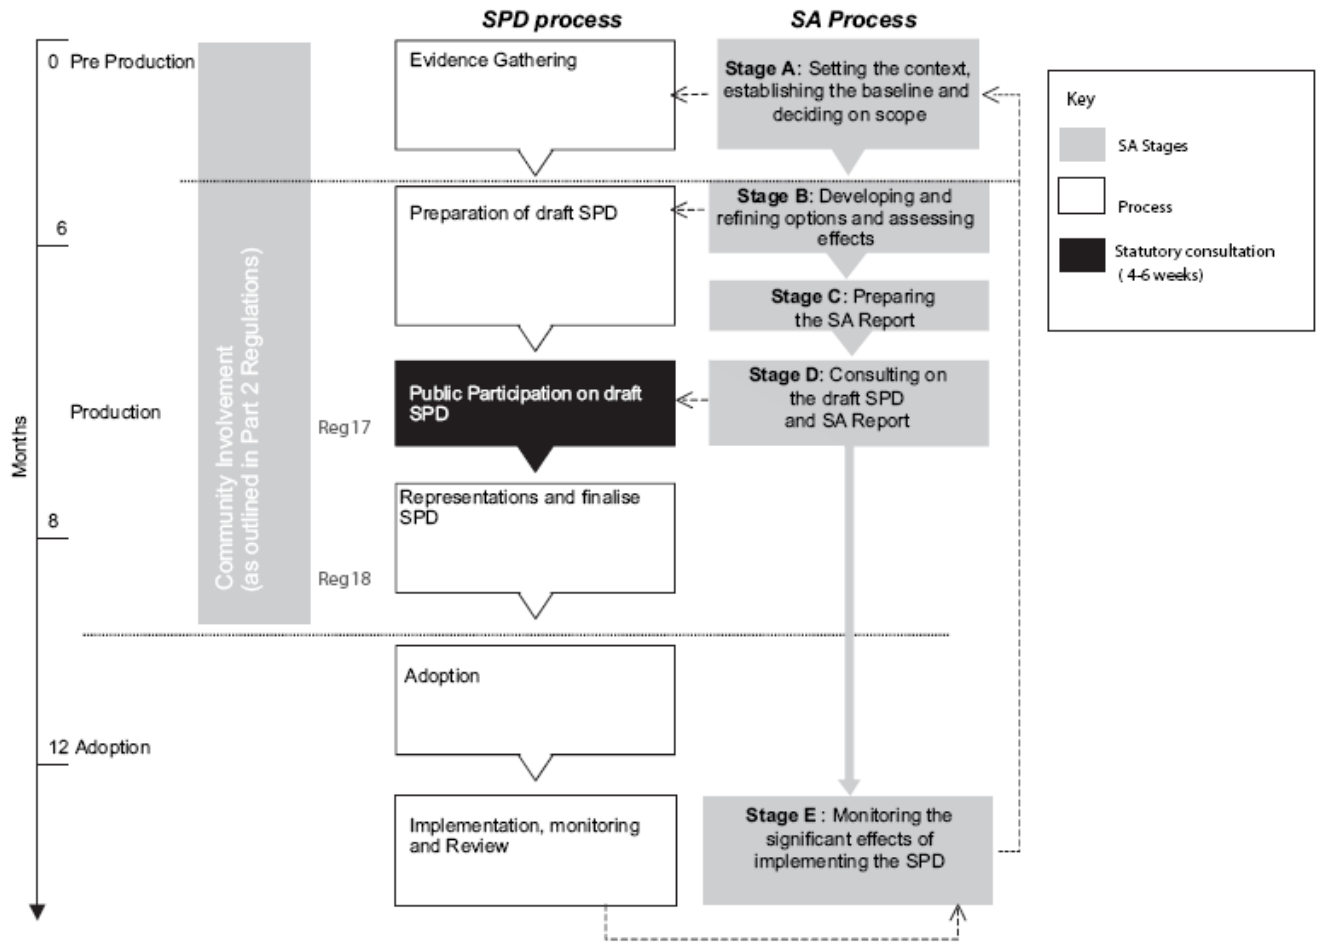 SPD process
SA Process
0 Pre Production
Evidence Gathering
Stage A: Setting the context,
establishing the baseline and
deciding on scope
Key
SA Stages
Process
Statutory consultation
( 4-6 weeks)
6
Preparation of draft SPD
Stage B: Developing and
refining options and assessing
effects
Stage C: Preparing
the SA Report
Community Involvement
(as outlined in Part 2 Regulations)
Months
Production
Reg17
Public Participation on draft
SPD
Stage D: Consulting on
the draft SPD
and SA Report
8
Representations and finalise
SPD
Reg18
Adoption
12 Adoption
Implementation, monitoring
and Review
Stage E : Monitoring the
significant effects of
implementing the SPD